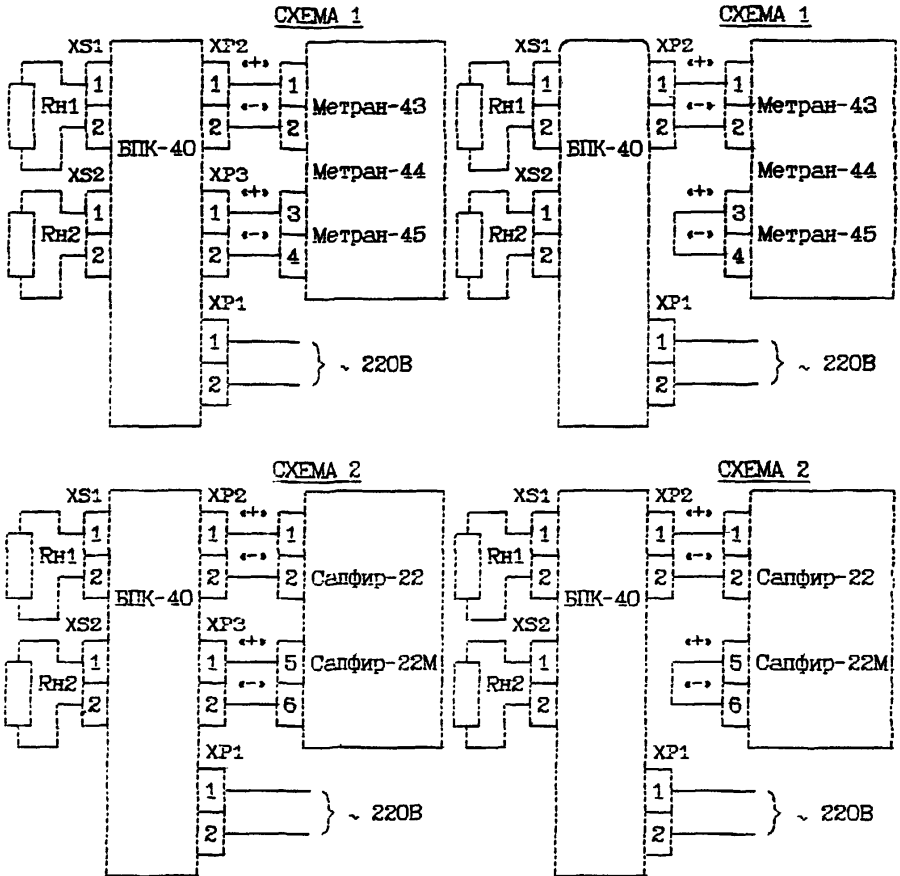 СХЕМА 1
XS1
XP2
«+»
1
1
1
Rн1
«-»
Метран-43
2
2
2
БПК-40
Метран-44
XS2
XP3
«+»
1
1
3
Rн2
«-»
Метран-45
2
2
4
XP1
1
2
~ 220В
СХЕМА 1
XS1
XP2
«+»
1
1
1
Rн1
«-»
Метран-43
2
2
2
БПК-40
Метран-44
XS2
«+»
1
3
Rн2
«-»
Метран-45
2
4
XP1
1
2
~ 220В
СХЕМА 2
XS1
XP2
«+»
1
1
1
Rн1
«-»
2
2
2
Сапфир-22
БПК-40
XS2
XP3
«+»
1
1
5
Сапфир-22М
Rн2
«-»
2
2
6
XP1
1
2
~ 220В
СХЕМА 2
XS1
XP2
«+»
1
1
1
Rн1
«-»
2
2
2
Сапфир-22
БПК-40
XS2
«+»
1
5
Сапфир-22М
Rн2
«-»
2
6
XP1
1
2
~ 220В